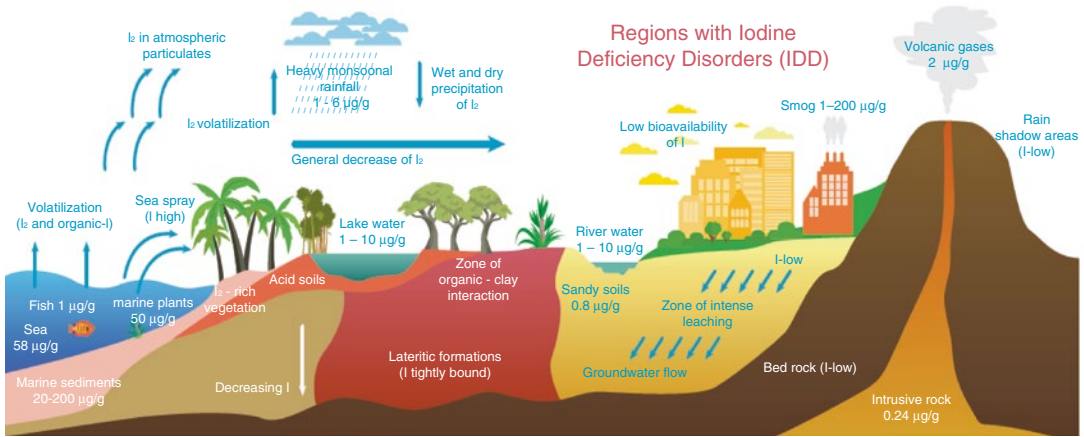 Regions with Iodine
Deficiency Disorders (IDD)
I₂ in atmospheric
particulates
Heavy monsoonal
rainfall
1 - 6 µg/g
Wet and dry
precipitation
of I₂
Volcanic gases
2 µg/g
I₂ volatilization
General decrease of I₂
Low bioavailability
of I
Smog 1–200 µg/g
Rain
shadow areas
(I-low)
Volatilization
(I₂ and organic-I)
Sea spray
(I high)
Lake water
1 – 10 µg/g
River water
1 – 10 µg/g
I-low
Fish 1 µg/g
Sea
58 µg/g
marine plants
50 µg/g
I₂ - rich
vegetation
Acid soils
Zone of
organic - clay
interaction
Sandy soils
0.8 µg/g
Zone of intense
leaching
Marine sediments
20-200 µg/g
Decreasing I
Lateritic formations
(I tightly bound)
Groundwater flow
Bed rock (I-low)
Intrusive rock
0.24 µg/g